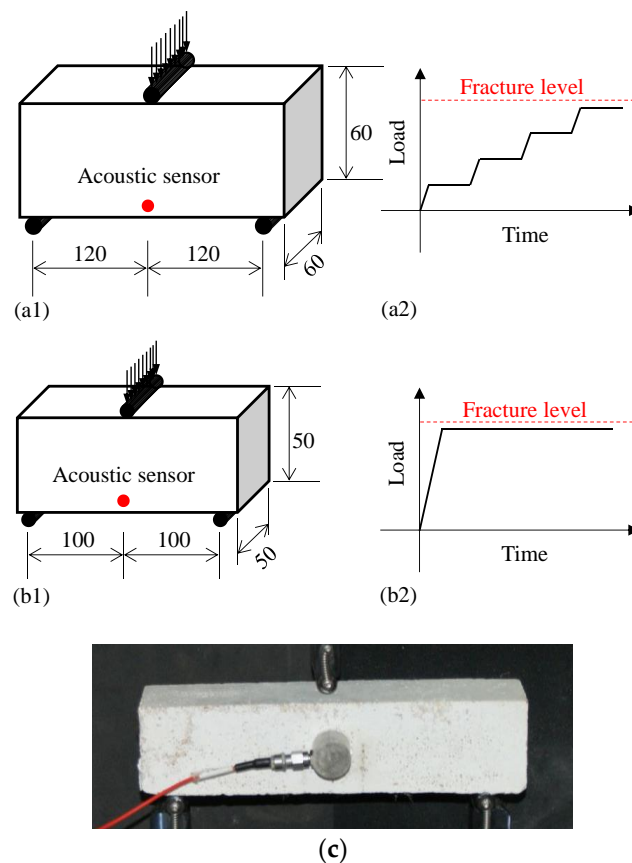 Acoustic sensor
60
120
120
60
(a1)
Fracture level
Load
Time
(a2)
Acoustic sensor
50
100
100
50
(b1)
Fracture level
Load
Time
(b2)
(c)